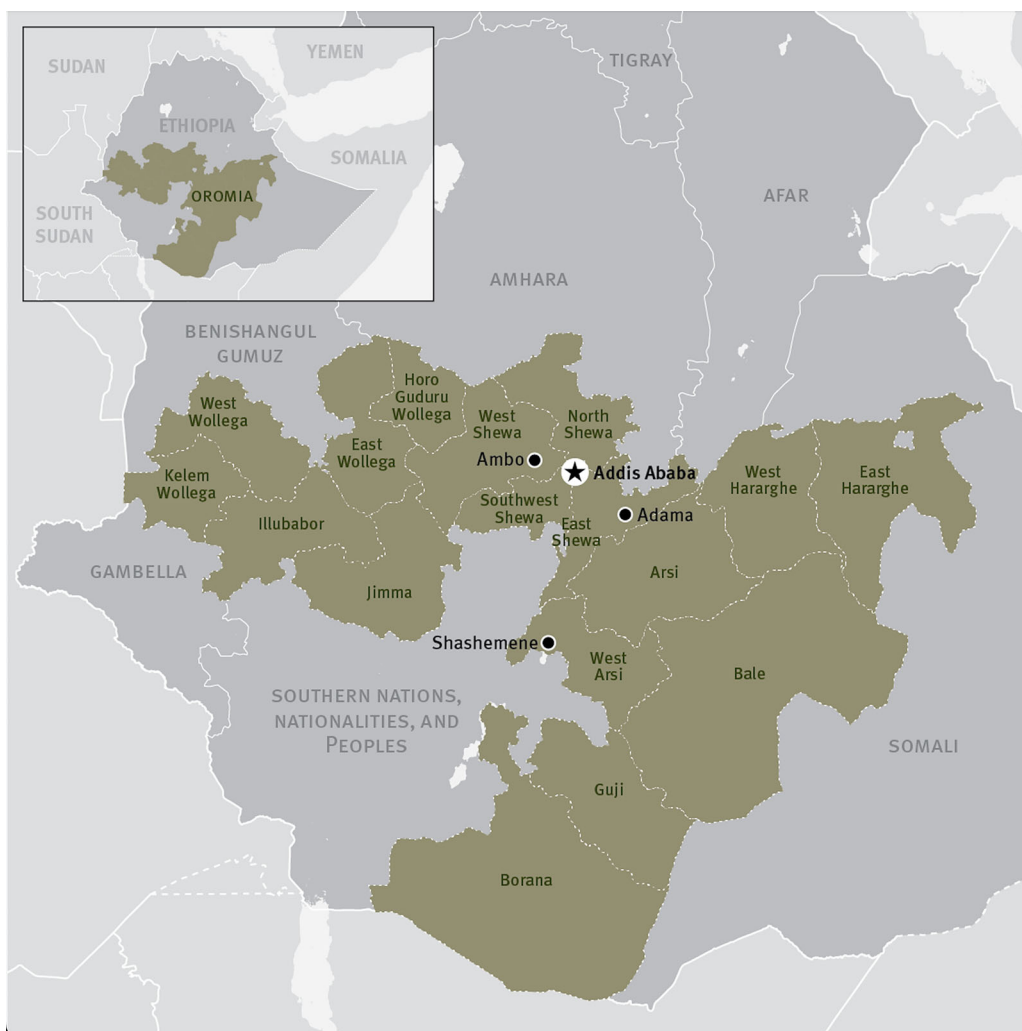 YEMEN
SUDAN
ETHIOPIA
SOMALIA
OROMIA
SOUTH
SUDAN
TIGRAY
AFAR
AMHARA
BENISHANGUL
GUMUZ
Horo
Guduru
Wollega
West
Wollega
West
Shewa
North
Shewa
East
Wollega
Ambo
Addis Ababa
Kelem
Wollega
West
Hararghe
East
Hararghe
Southwest
Shewa
Illubabor
East
Shewa
Adama
GAMBELLA
Arsi
Jimma
Shashemene
West
Arsi
Bale
SOUTHERN NATIONS,
NATIONALITIES, AND
PEOPLES
SOMALI
Guji
Borana